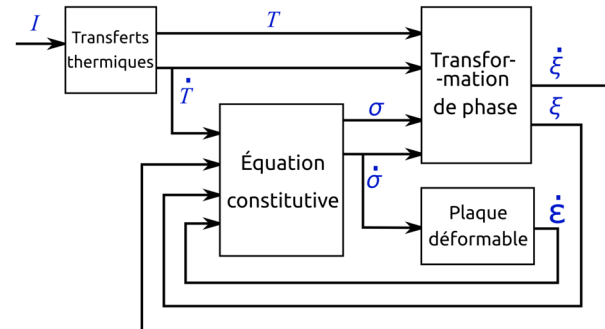 I
Transferts
thermiques
T
Ṫ
Transfor-
-mation
de phase
ξ̇
ξ
Équation
constitutive
σ
σ̇
Plaque
déformable
ε̇